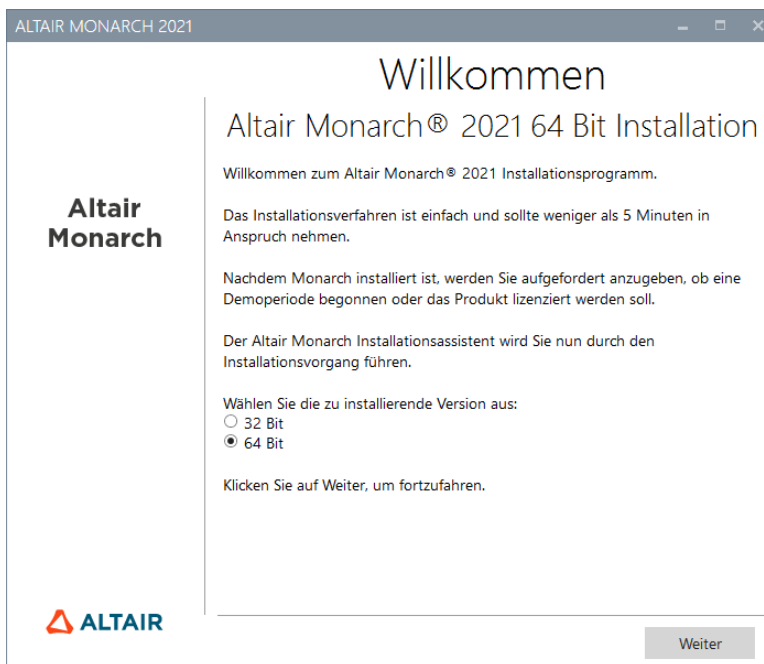 ALTAIR MONARCH 2021
Willkommen
Altair Monarch® 2021 64 Bit Installation
Willkommen zum Altair Monarch® 2021 Installationsprogramm.
Altair
Monarch
Das Installationsverfahren ist einfach und sollte weniger als 5 Minuten in
Anspruch nehmen.
Nachdem Monarch installiert ist, werden Sie aufgefordert anzugeben, ob eine
Demoperiode begonnen oder das Produkt lizenziert werden soll.
Der Altair Monarch Installationsassistent wird Sie nun durch den
Installationsvorgang führen.
Wählen Sie die zu installierende Version aus:
32 Bit
64 Bit
Klicken Sie auf Weiter, um fortzufahren.
ALTAIR
Weiter